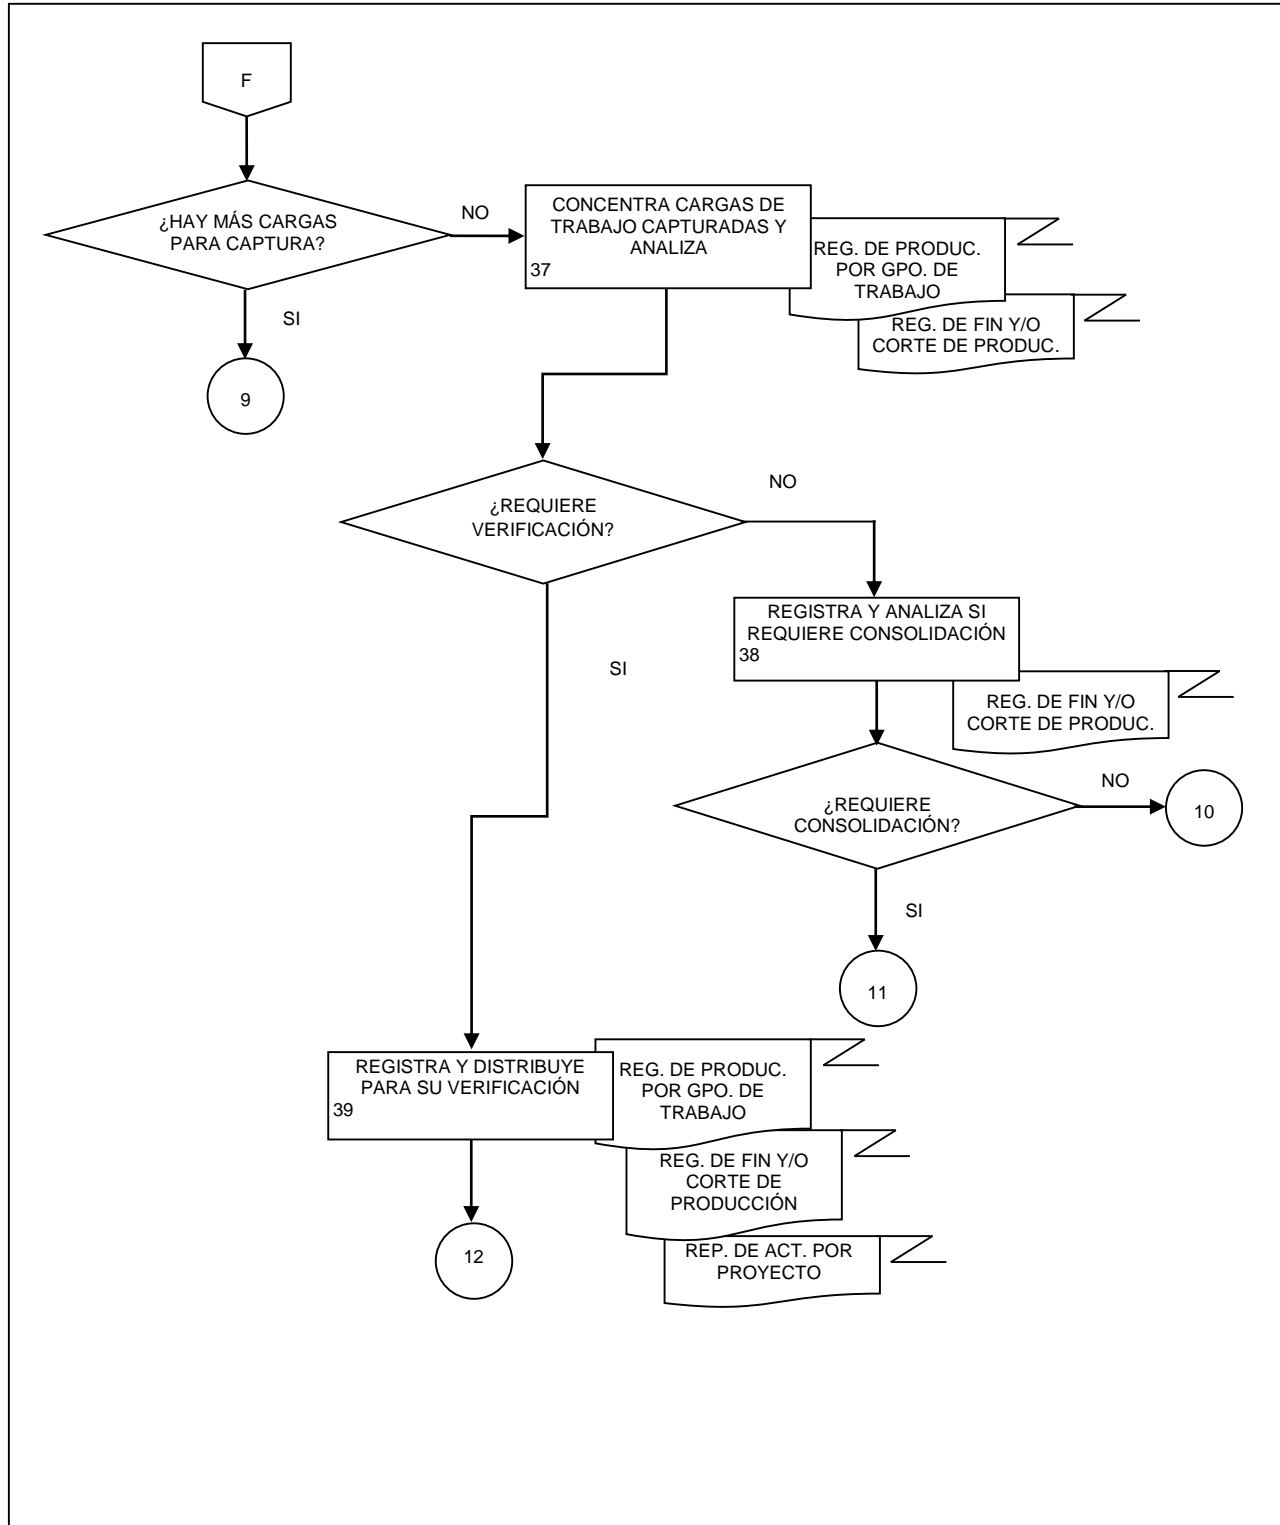 F
¿HAY MÁS CARGAS
PARA CAPTURA?
NO
CONCENTRA CARGAS DE
TRABAJO CAPTURADAS Y
ANALIZA
37
REG. DE PRODUC.
POR GPO. DE
TRABAJO
REG. DE FIN Y/O
CORTE DE PRODUC.
SI
9
¿REQUIERE
VERIFICACIÓN?
NO
REGISTRA Y ANALIZA SI
REQUIERE CONSOLIDACIÓN
38
REG. DE FIN Y/O
CORTE DE PRODUC.
SI
¿REQUIERE
CONSOLIDACIÓN?
NO
10
SI
11
REGISTRA Y DISTRIBUYE
PARA SU VERIFICACIÓN
39
REG. DE PRODUC.
POR GPO. DE
TRABAJO
REG. DE FIN Y/O
CORTE DE
PRODUCCIÓN
REP. DE ACT. POR
PROYECTO
12